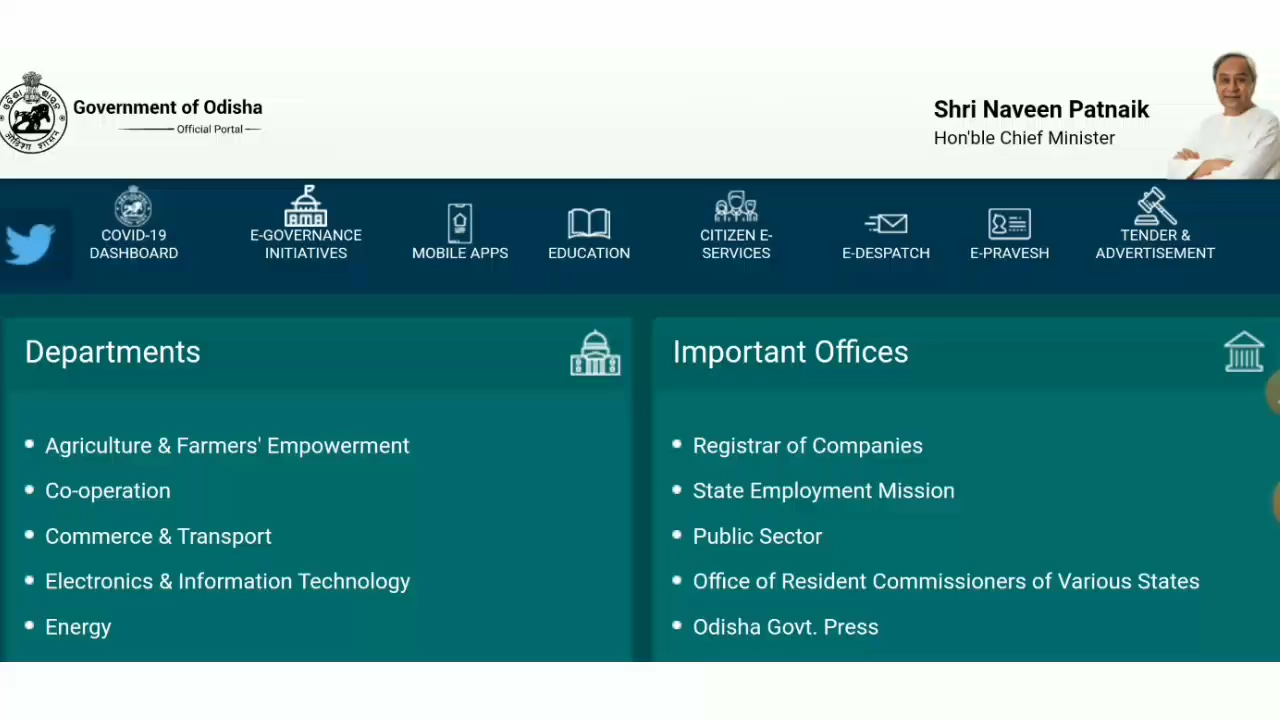 Government of Odisha
Official Portal
Shri Naveen Patnaik
Hon'ble Chief Minister
COVID-19
DASHBOARD
E-GOVERNANCE
INITIATIVES
MOBILE APPS
EDUCATION
CITIZEN E-
SERVICES
E-DESPATCH
E-PRAVESH
TENDER &
ADVERTISEMENT
Departments
Agriculture & Farmers' Empowerment
Co-operation
Commerce & Transport
Electronics & Information Technology
Energy
Important Offices
Registrar of Companies
State Employment Mission
Public Sector
Office of Resident Commissioners of Various States
Odisha Govt. Press